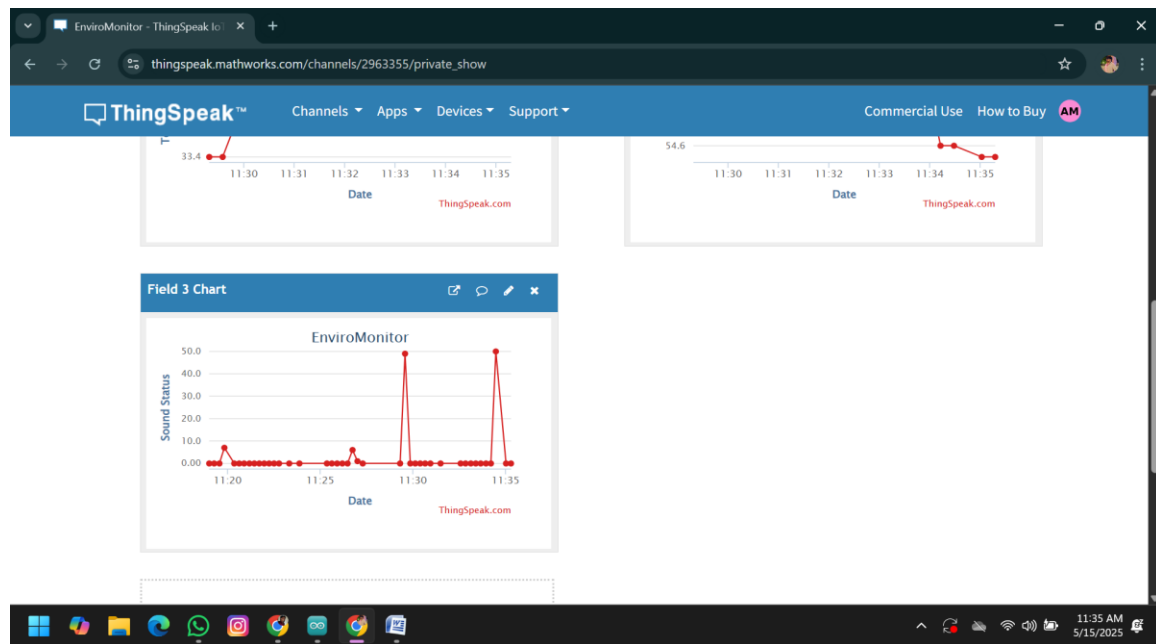 EnviroMonitor - ThingSpeak IoT
thingspeak.mathworks.com/channels/2963355/private_show
ThingSpeak™ Channels Apps Devices Support Commercial Use How to Buy AM
33.4
11:30 11:31 11:32 11:33 11:34 11:35
Date
ThingSpeak.com
54.6
11:30 11:31 11:32 11:33 11:34 11:35
Date
ThingSpeak.com
Field 3 Chart
EnviroMonitor
Sound Status
50.0
40.0
30.0
20.0
10.0
0.00
11:20 11:25 11:30 11:35
Date
ThingSpeak.com
11:35 AM
5/15/2025